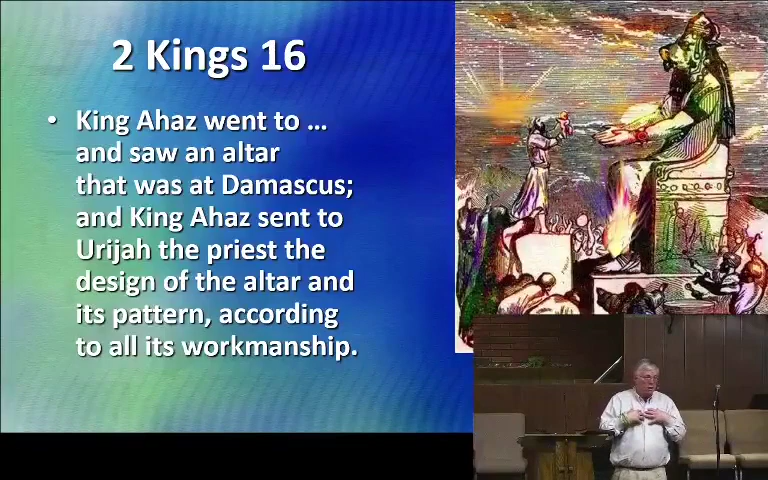 2 Kings 16
• King Ahaz went to ...
and saw an altar
that was at Damascus;
and King Ahaz sent to
Urijah the priest the
design of the altar and
its pattern, according
to all its workmanship.